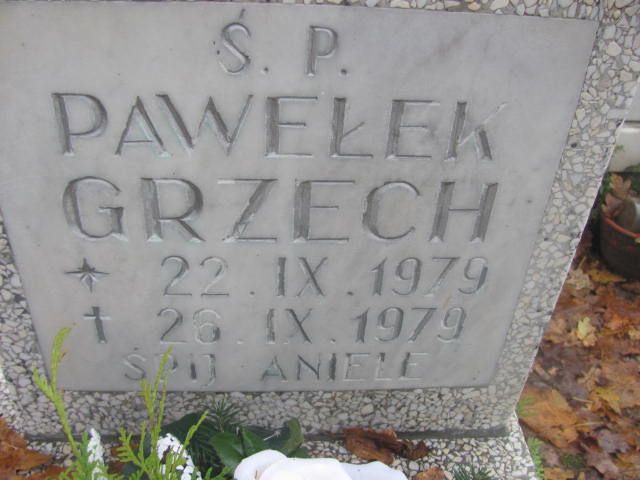 Ś. P.
PAWEŁEK
GRZECH
22. IX. 1979
26. IX. 1979
ŚPIJ ANIELE